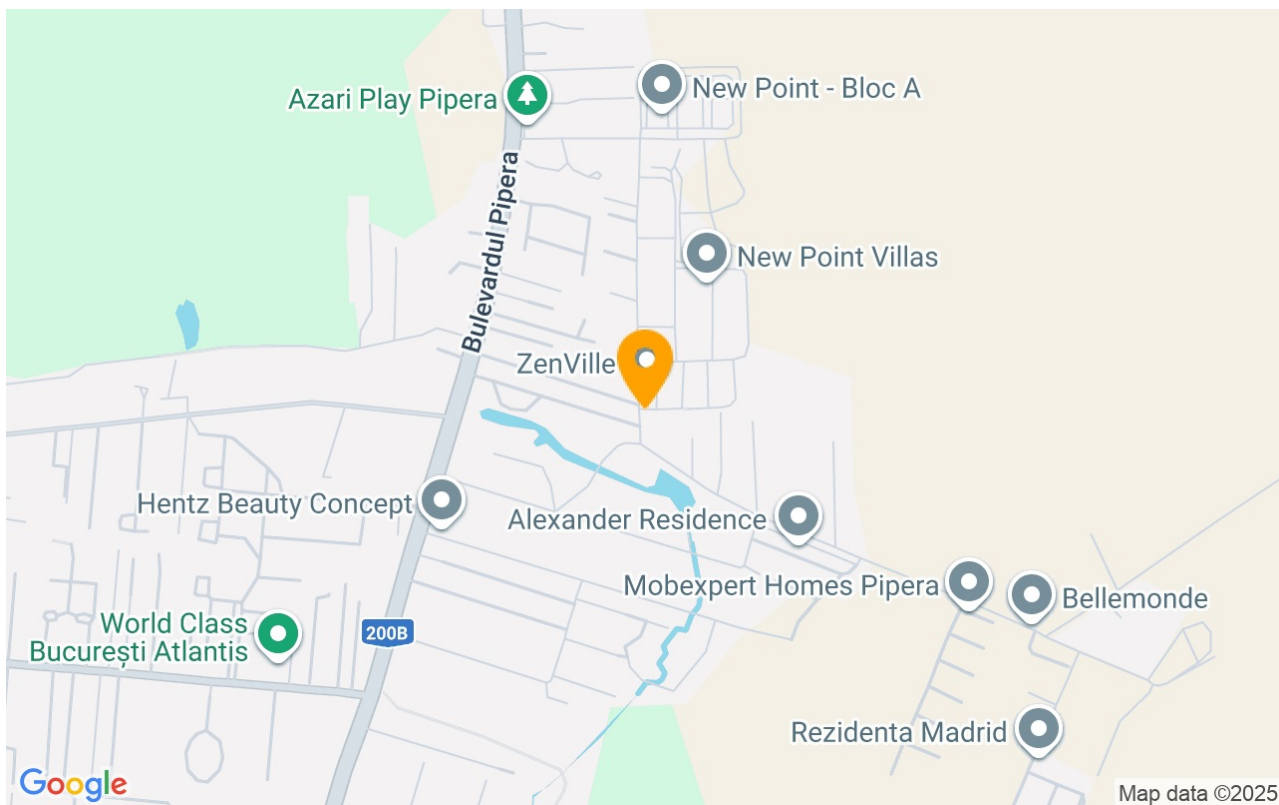 Azari Play Pipera
New Point - Bloc A
Bulevardul Pipera
New Point Villas
ZenVille
Hentz Beauty Concept
Alexander Residence
Mobexpert Homes Pipera
Bellemonde
World Class
București Atlantis
200B
Rezidenta Madrid
Google
Map data ©2025